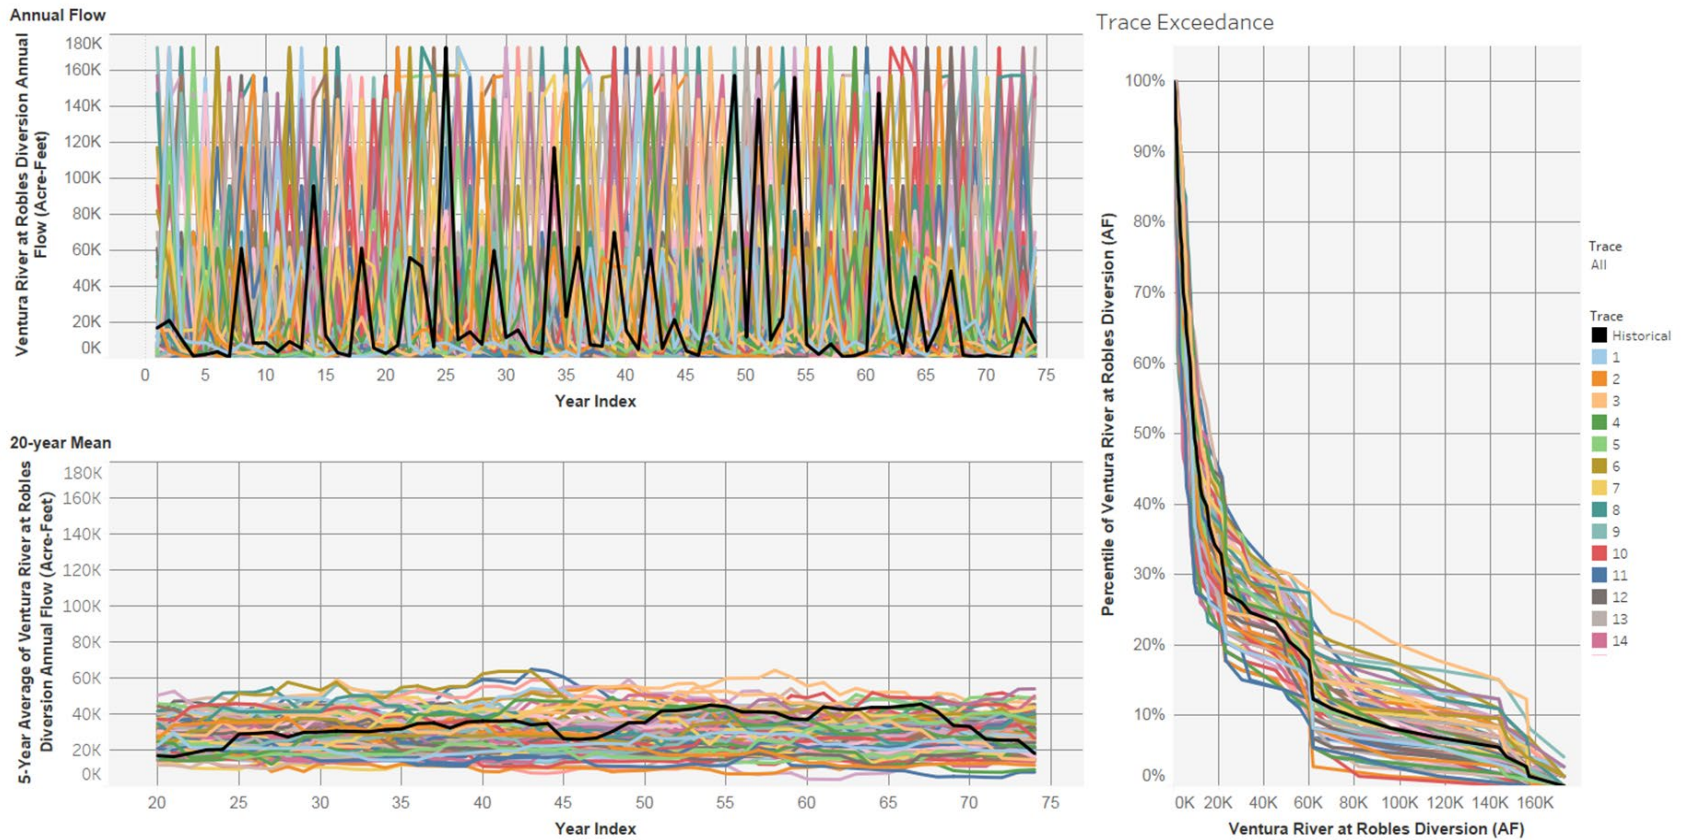 Annual Flow
Ventura River at Robles Diversion Annual
Flow (Acre-Feet)
180K
160K
140K
120K
100K
80K
60K
40K
20K
0K
0 5 10 15 20 25 30 35 40 45 50 55 60 65 70 75
Year Index
20-year Mean
5-Year Average of Ventura River at Robles
Diversion Annual Flow (Acre-Feet)
180K
160K
140K
120K
100K
80K
60K
40K
20K
0K
20 25 30 35 40 45 50 55 60 65 70 75
Year Index
Trace Exceedance
Percentile of Ventura River at Robles Diversion (AF)
100%
90%
80%
70%
60%
50%
40%
30%
20%
10%
0%
0K 20K 40K 60K 80K 100K 120K 140K 160K
Ventura River at Robles Diversion (AF)
Trace
All
Trace
Historical
1
2
3
4
5
6
7
8
9
10
11
12
13
14